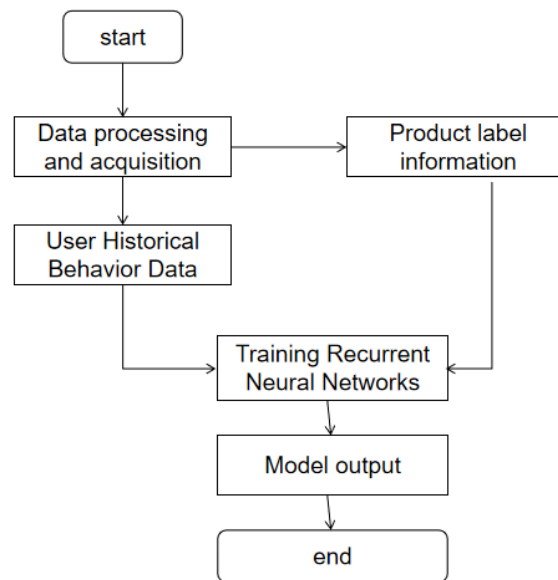 start
Data processing
and acquisition
Product label
information
User Historical
Behavior Data
Training Recurrent
Neural Networks
Model output
end